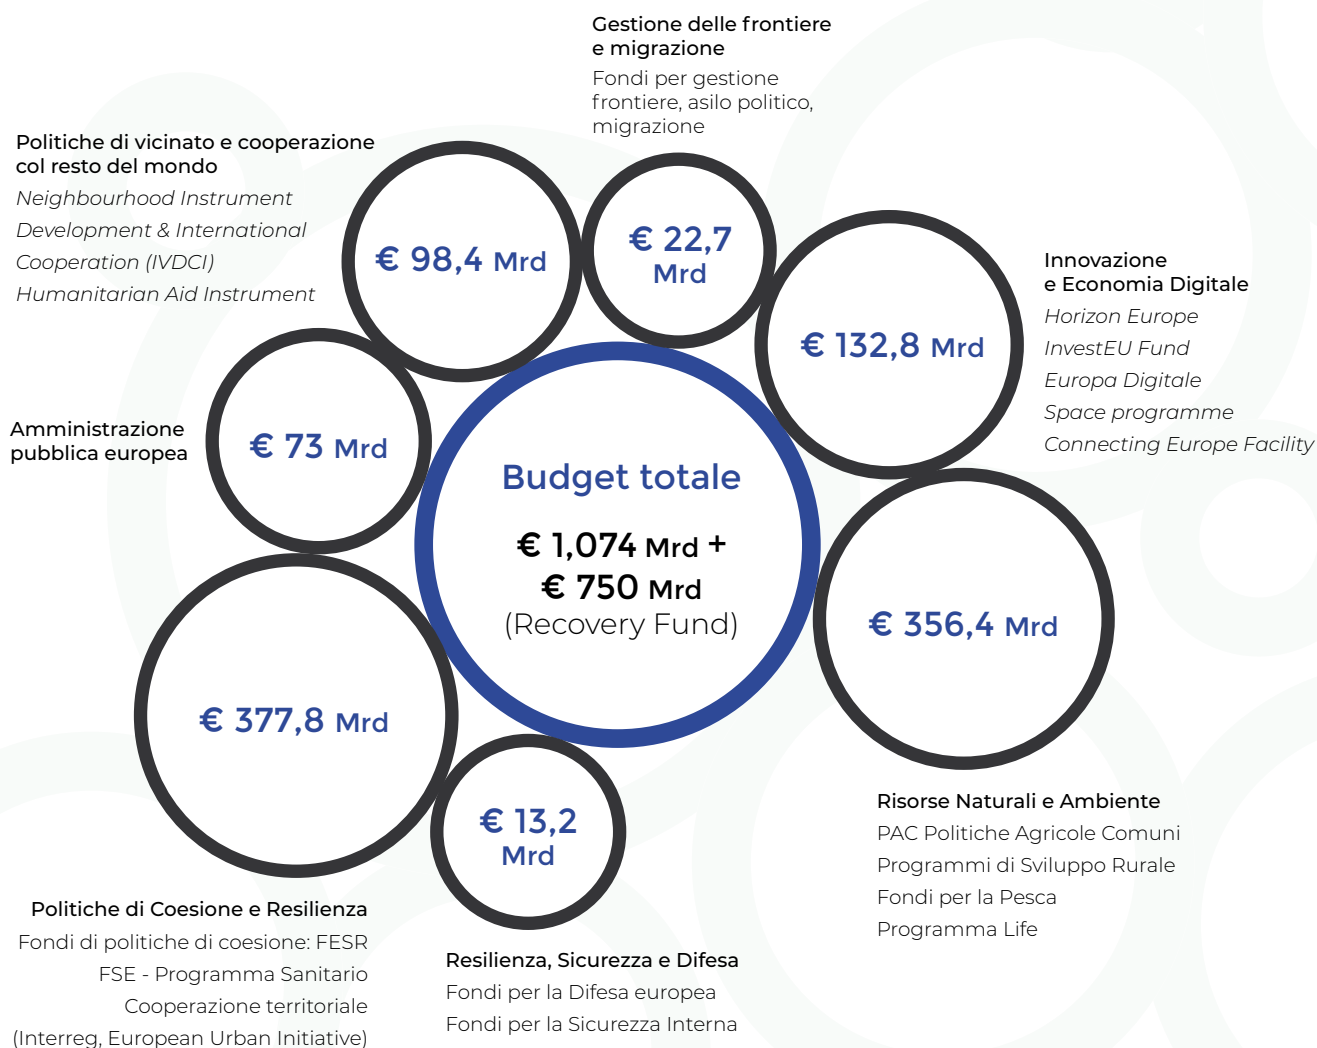 Gestione delle frontiere
e migrazione
Fondi per gestione
frontiere, asilo politico,
migrazione
Politiche di vicinato e cooperazione
col resto del mondo
Neighbourhood Instrument
Development & International
Cooperation (IVDCI)
Humanitarian Aid Instrument
€ 98,4 Mrd
€ 22,7
Mrd
€ 132,8 Mrd
Innovazione
e Economia Digitale
Horizon Europe
InvestEU Fund
Europa Digitale
Space programme
Connecting Europe Facility
Amministrazione
pubblica europea
€ 73 Mrd
Budget totale
€ 1,074 Mrd +
€ 750 Mrd
(Recovery Fund)
€ 356,4 Mrd
€ 377,8 Mrd
€ 13,2
Mrd
Risorse Naturali e Ambiente
PAC Politiche Agricole Comuni
Programmi di Sviluppo Rurale
Fondi per la Pesca
Programma Life
Politiche di Coesione e Resilienza
Fondi di politiche di coesione: FESR
FSE - Programma Sanitario
Cooperazione territoriale
(Interreg, European Urban Initiative)
Resilienza, Sicurezza e Difesa
Fondi per la Difesa europea
Fondi per la Sicurezza Interna